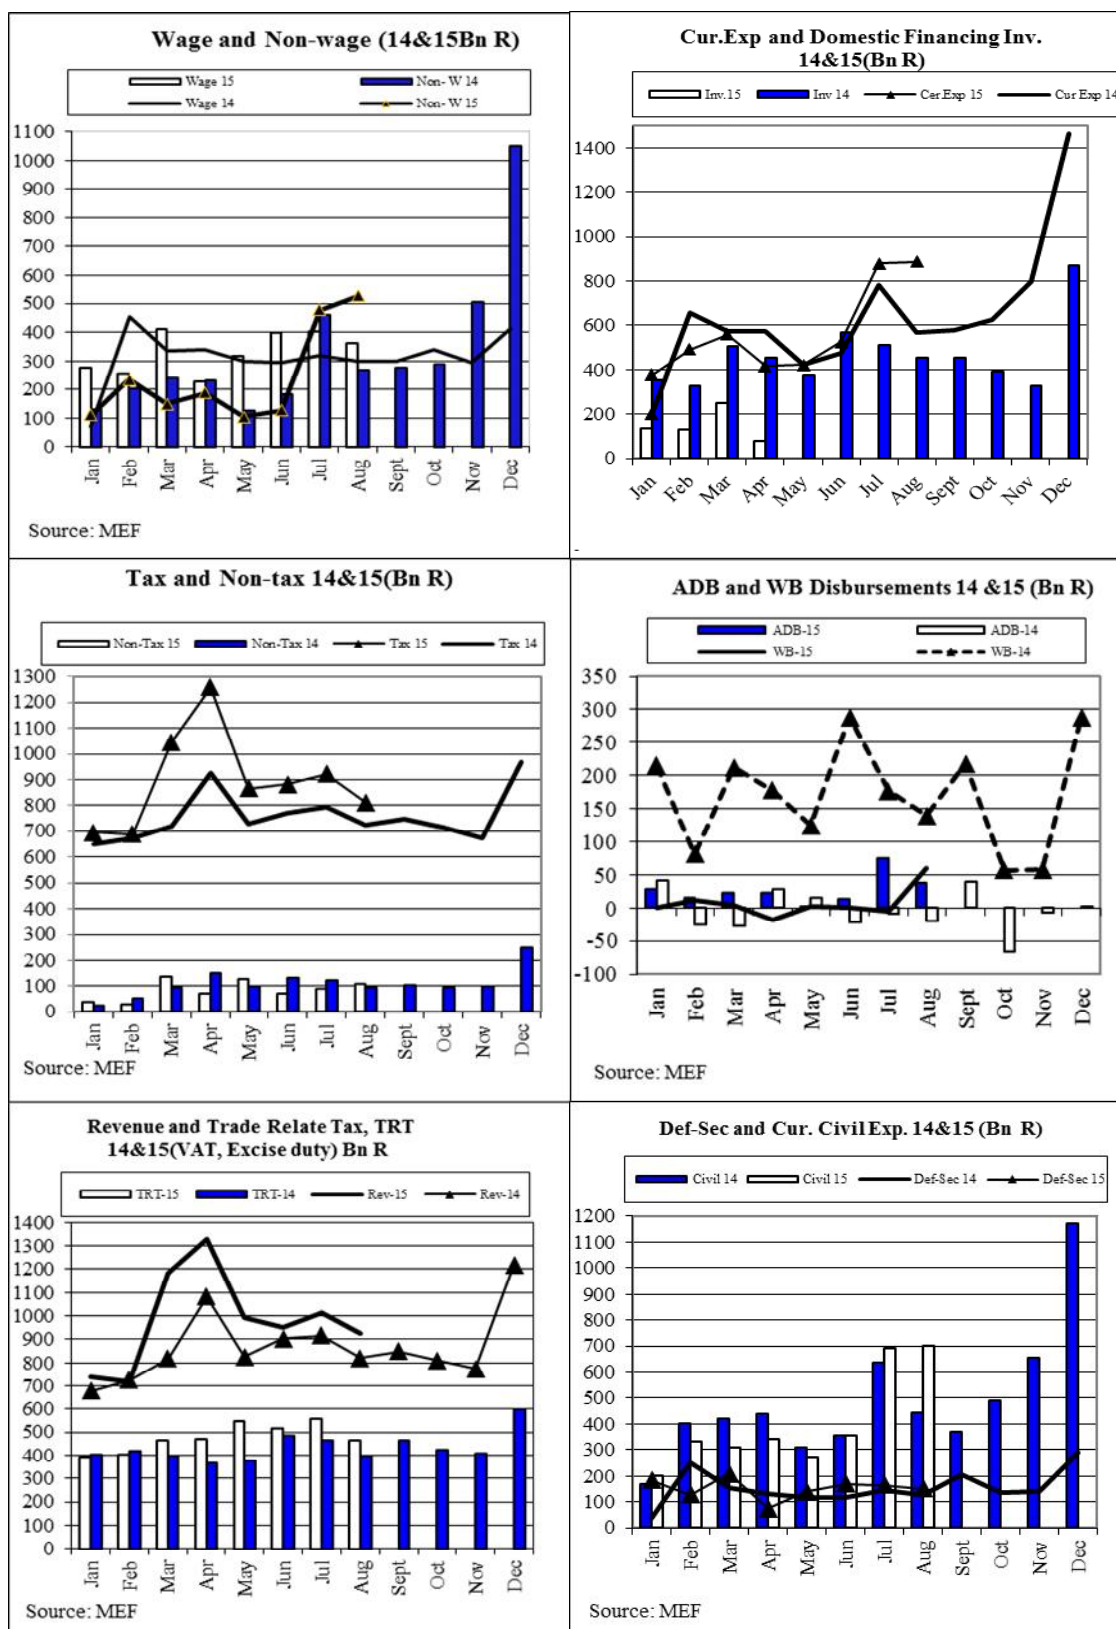 Wage and Non-wage (14&15Bn R)
Wage 15
Non- W 14
Wage 14
Non- W 15
1100
1000
900
800
700
600
500
400
300
200
100
0
Jan Feb Mar Apr May Jun Jul Aug Sept Oct Nov Dec
Source: MEF
Cur.Exp and Domestic Financing Inv.
14&15(Bn R)
Inv.15 Inv 14 Cer.Exp 15 Cur Exp 14
1400
1200
1000
800
600
400
200
0
Jan Feb Mar Apr May Jun Jul Aug Sept Oct Nov Dec
-
Tax and Non-tax 14&15(Bn R)
Non-Tax 15 Non-Tax 14 Tax 15 Tax 14
1300
1200
1100
1000
900
800
700
600
500
400
300
200
100
0
Jan Feb Mar Apr May Jun Jul Aug Sept Oct Nov Dec
Source: MEF
ADB and WB Disbursements 14 &15 (Bn R)
ADB-15 ADB-14
WB-15 WB-14
350
300
250
200
150
100
50
0
-50
-100
Jan Feb Mar Apr May Jun Jul Aug Sept Oct Nov Dec
Source: MEF
Revenue and Trade Relate Tax, TRT
14&15(VAT, Excise duty) Bn R
TRT-15 TRT-14 Rev-15 Rev-14
1400
1300
1200
1100
1000
900
800
700
600
500
400
300
200
100
0
Jan Feb Mar Apr May Jun Jul Aug Sept Oct Nov Dec
Source: MEF
Def-Sec and Cur. Civil Exp. 14&15 (Bn R)
Civil 14 Civil 15 Def-Sec 14 Def-Sec 15
1200
1100
1000
900
800
700
600
500
400
300
200
100
0
Jan Feb Mar Apr May Jun Jul Aug Sept Oct Nov Dec
Source: MEF